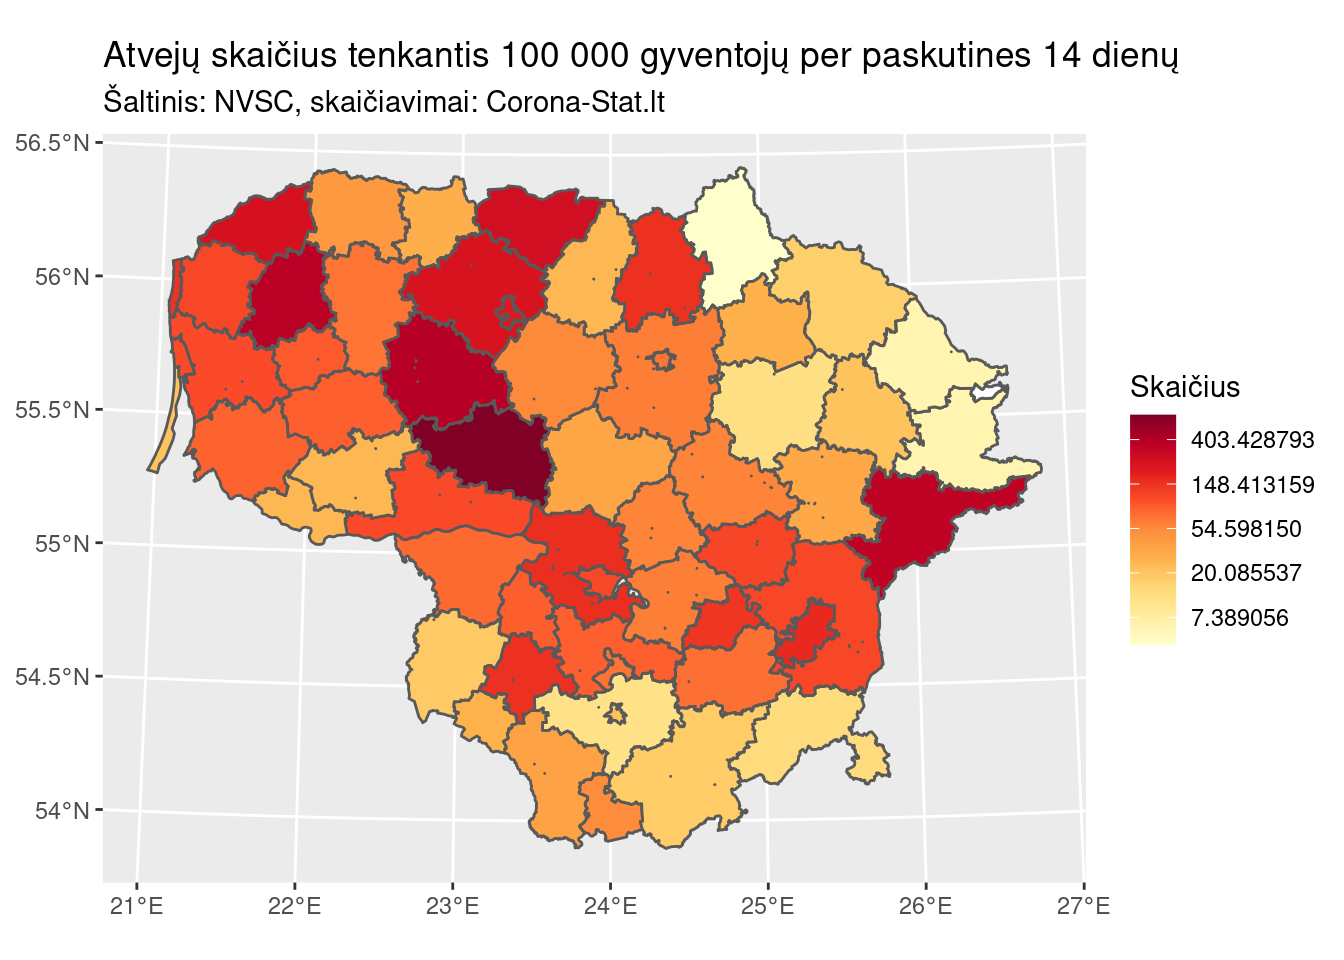 Atvejų skaičius tenkantis 100 000 gyventojų per paskutines 14 dienų
Šaltinis: NVSC, skaičiavimai: Corona-Stat.lt
56.5°N
56°N
55.5°N
55°N
54.5°N
54°N
21°E
22°E
23°E
24°E
25°E
26°E
27°E
Skaičius
403.428793
148.413159
54.598150
20.085537
7.389056